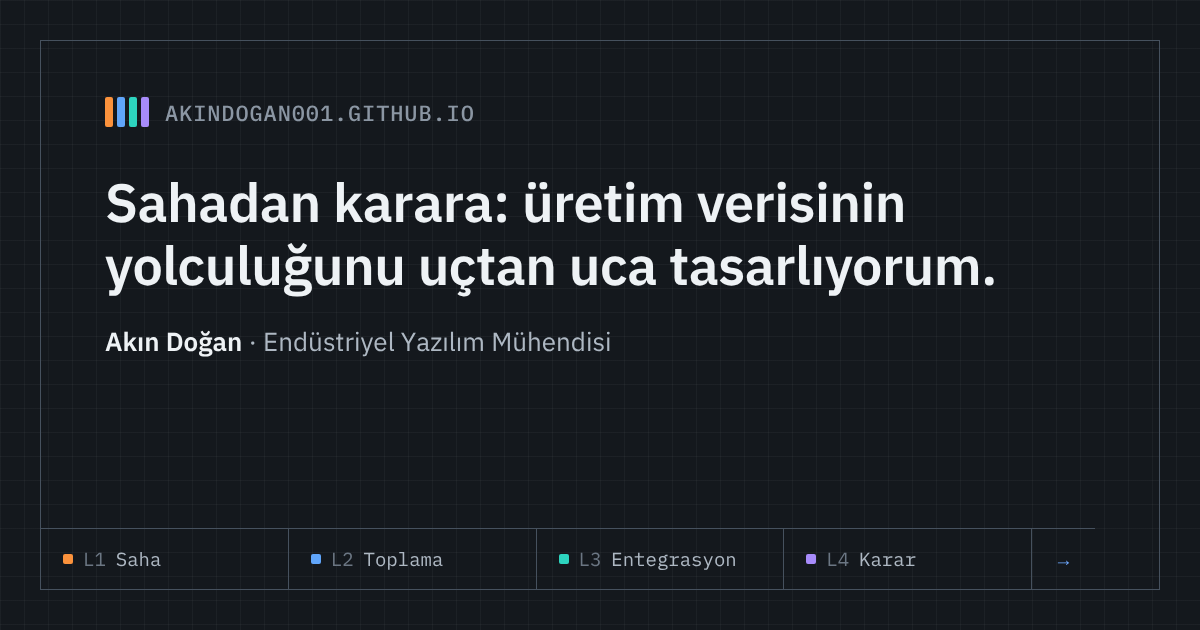 AKINDOGAN001.GITHUB.IO
Sahadan karara: üretim verisinin
yolculuğunu uçtan uca tasarlıyorum.
Akın Doğan · Endüstriyel Yazılım Mühendisi
L1 Saha
L2 Toplama
L3 Entegrasyon
L4 Karar
→